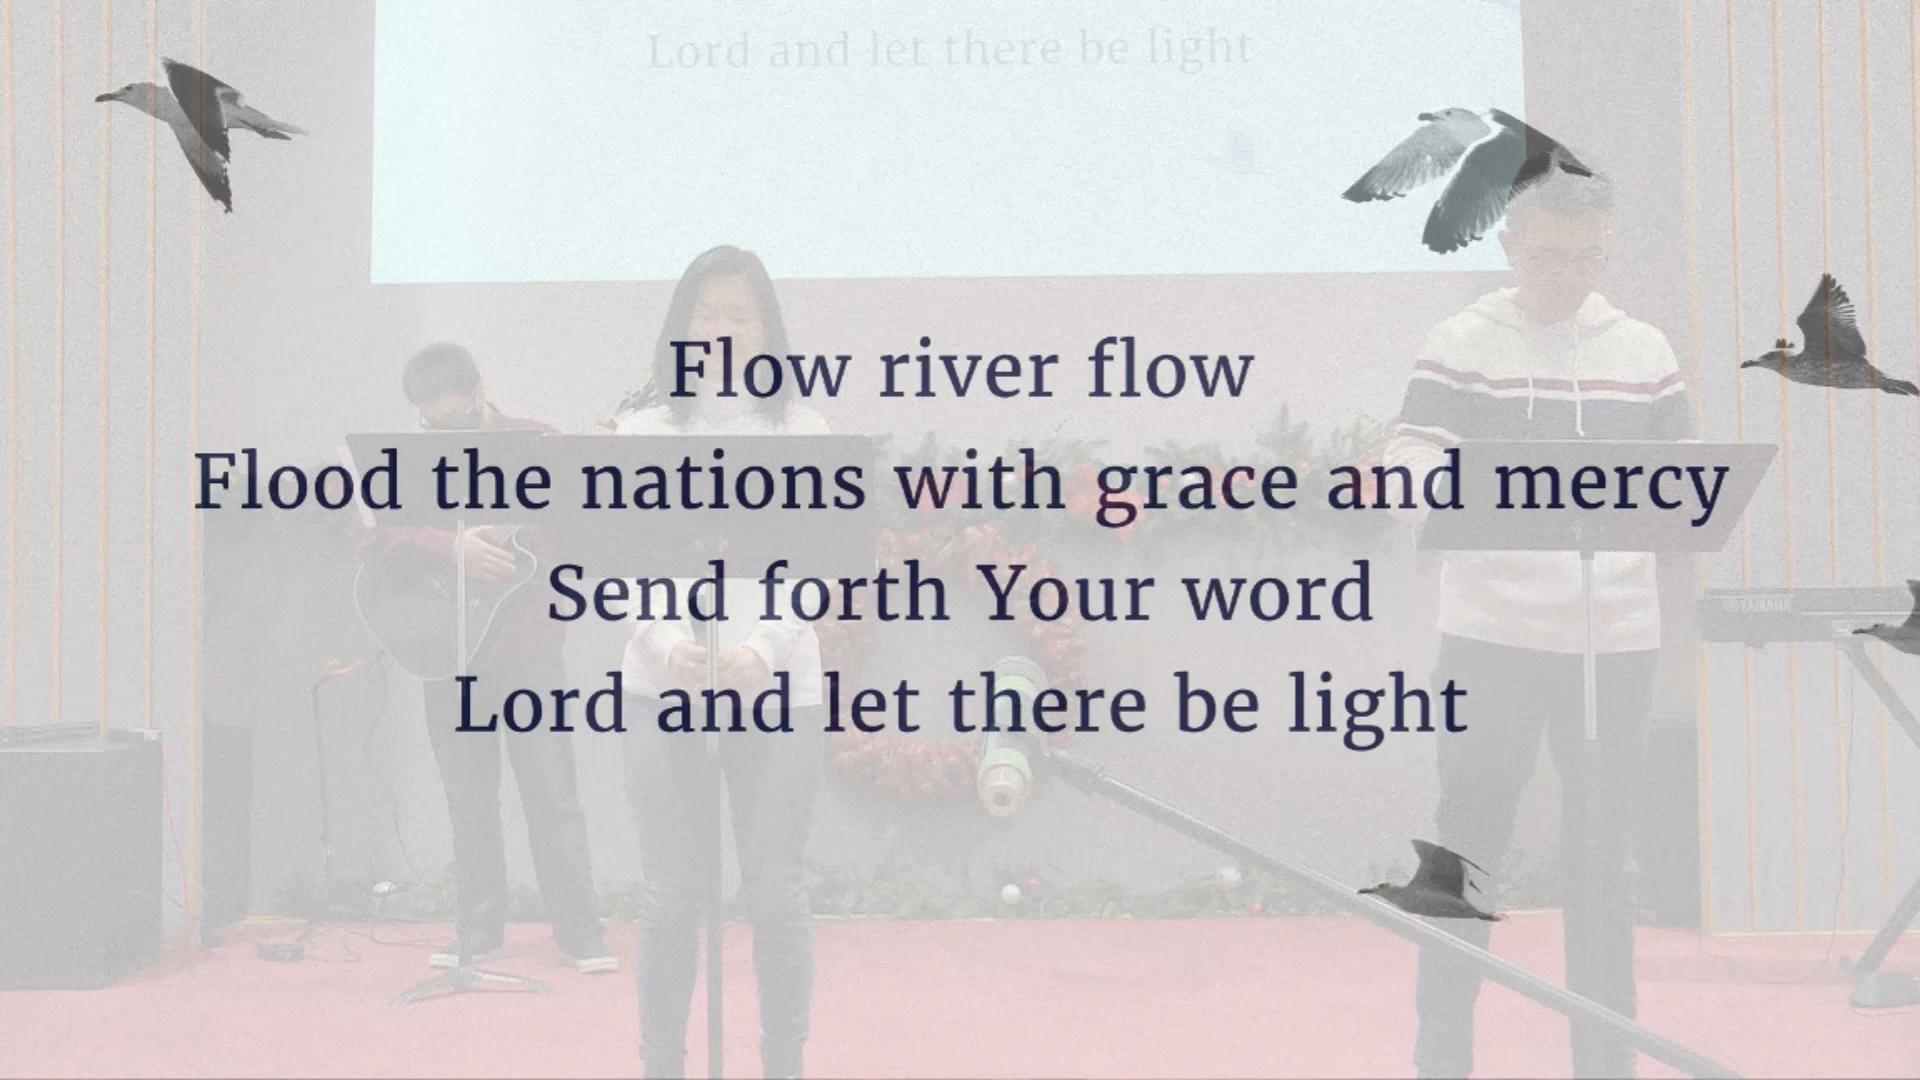 Lord and let there be light
Flow river flow
Flood the nations with grace and mercy
Send forth Your word
YAMAHA
Lord and let there be light